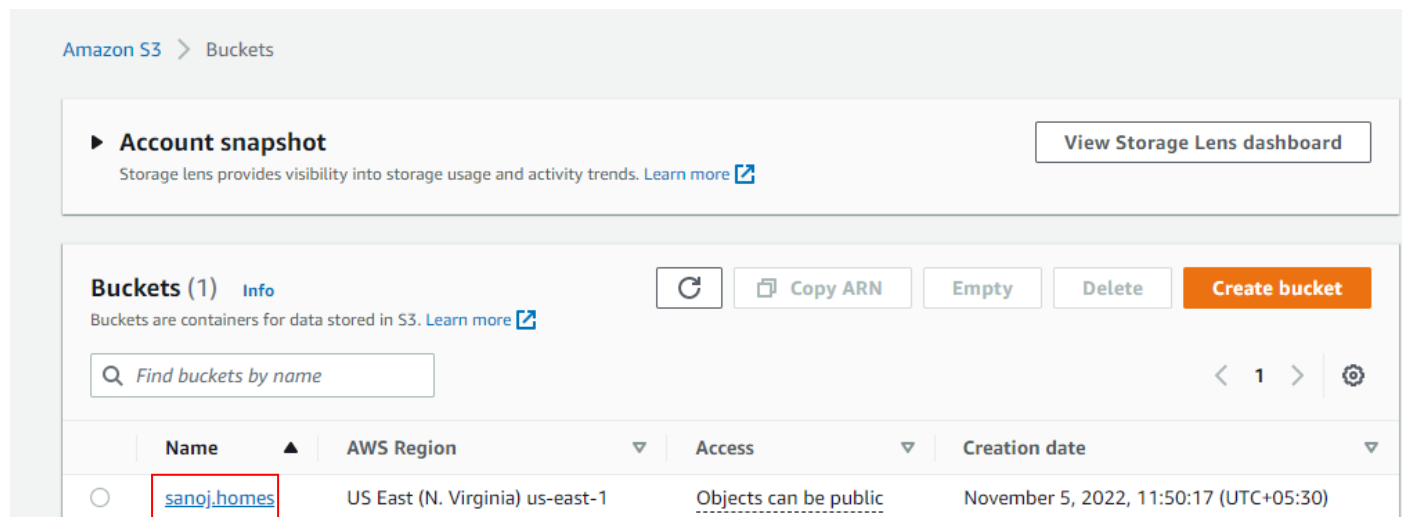 Amazon S3 > Buckets
Account snapshot
View Storage Lens dashboard
Storage lens provides visibility into storage usage and activity trends. Learn more
Buckets (1) Info
Copy ARN Empty Delete Create bucket
Buckets are containers for data stored in S3. Learn more
Find buckets by name
1
Name AWS Region Access Creation date
sanoj.homes US East (N. Virginia) us-east-1 Objects can be public November 5, 2022, 11:50:17 (UTC+05:30)